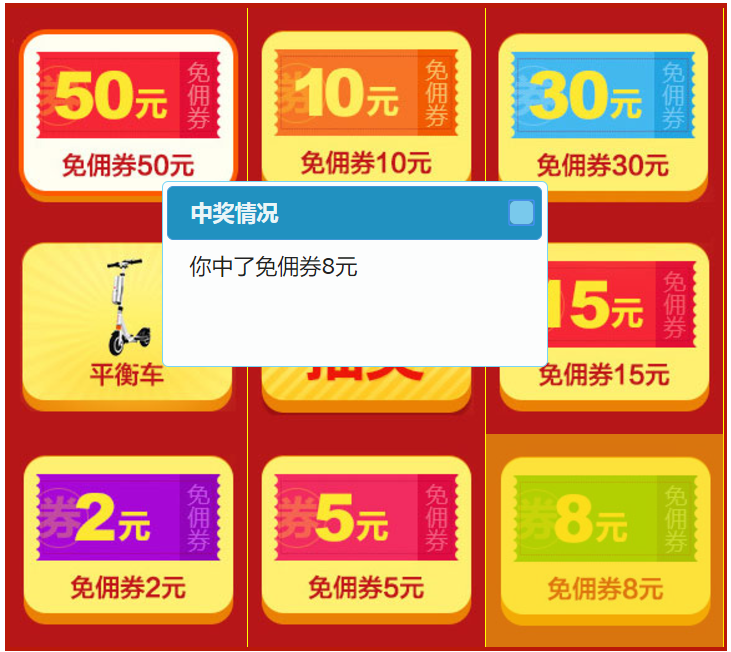 券50元 免佣券
免佣券50元
券10元 免佣券
免佣券10元
券30元 免佣券
免佣券30元
中奖情况
你中了免佣券8元
平衡车
抽奖
15元 免佣券
免佣券15元
券2元 免佣券
免佣券2元
券5元 免佣券
免佣券5元
券8元 免佣券
免佣券8元